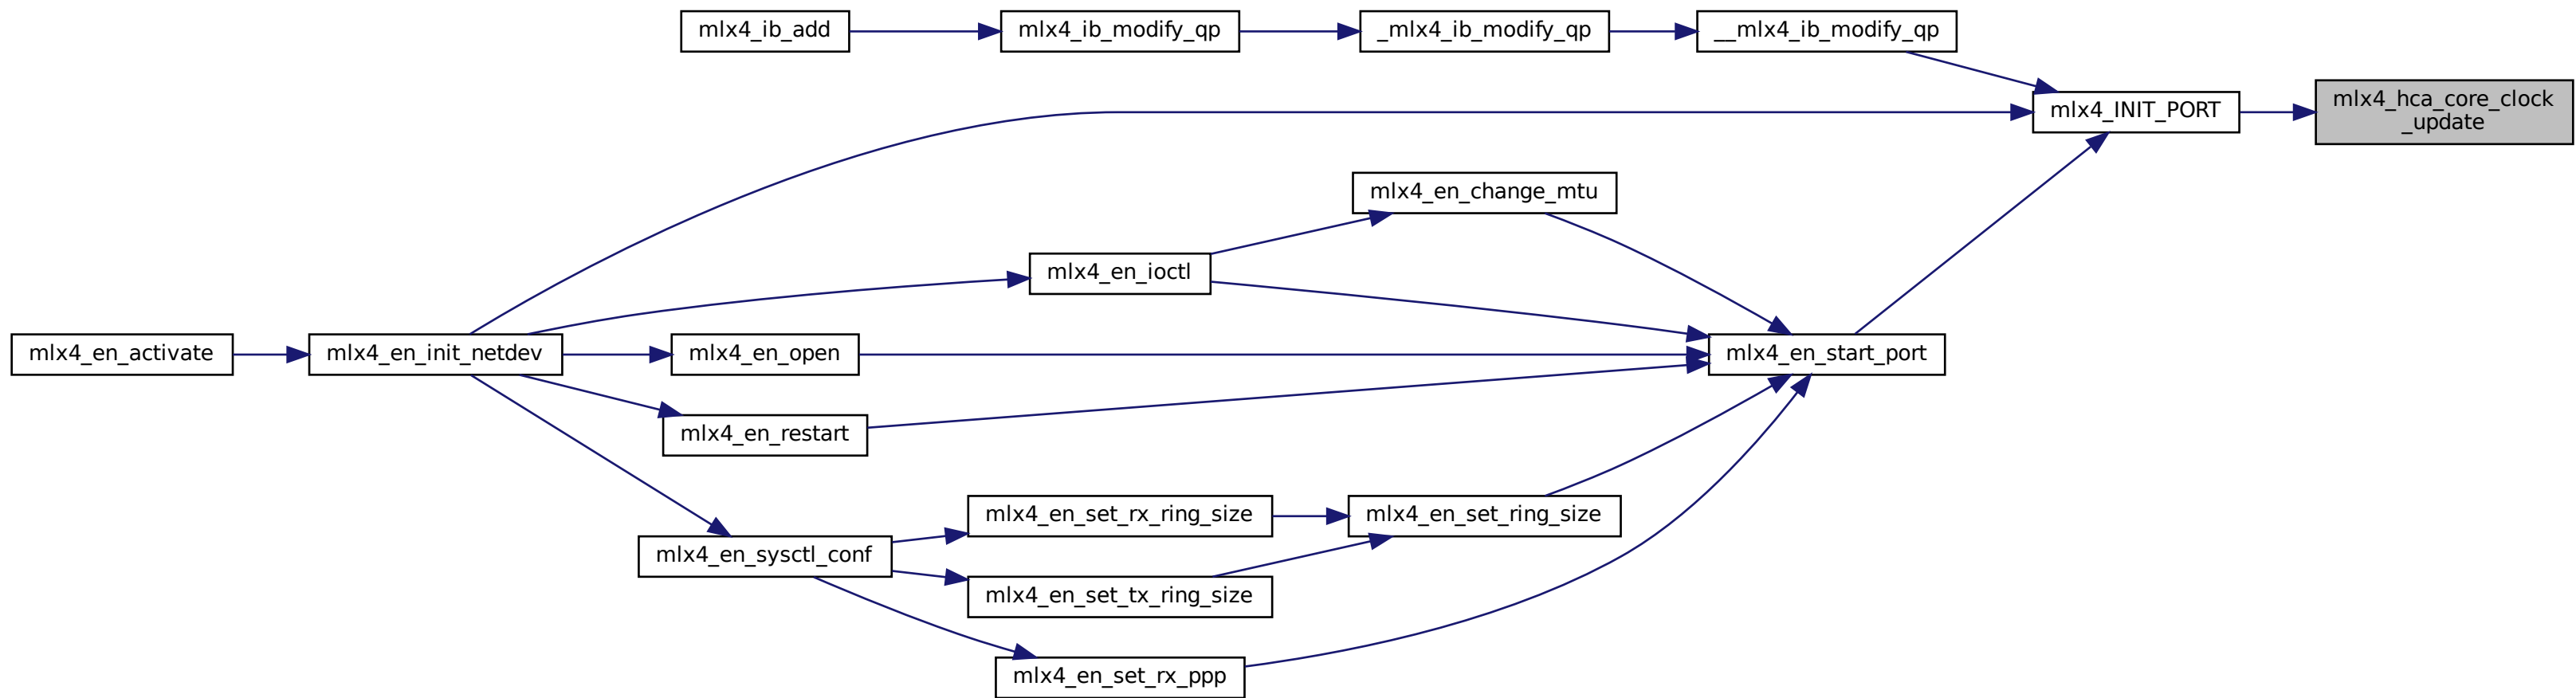 mlx4_ib_add
mlx4_ib_modify_qp
_mlx4_ib_modify_qp
__mlx4_ib_modify_qp
mlx4_hca_core_clock
_update
mlx4_INIT_PORT
mlx4_en_change_mtu
mlx4_en_ioctl
mlx4_en_activate
mlx4_en_init_netdev
mlx4_en_open
mlx4_en_start_port
mlx4_en_restart
mlx4_en_set_rx_ring_size
mlx4_en_set_ring_size
mlx4_en_sysctl_conf
mlx4_en_set_tx_ring_size
mlx4_en_set_rx_ppp